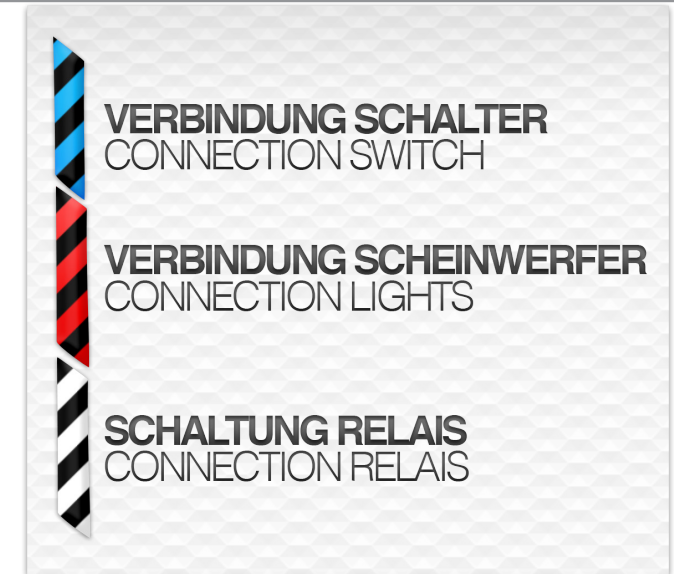 VERBINDUNG SCHALTER
CONNECTION SWITCH
VERBINDUNG SCHEINWERFER
CONNECTION LIGHTS
SCHALTUNG RELAIS
CONNECTION RELAIS